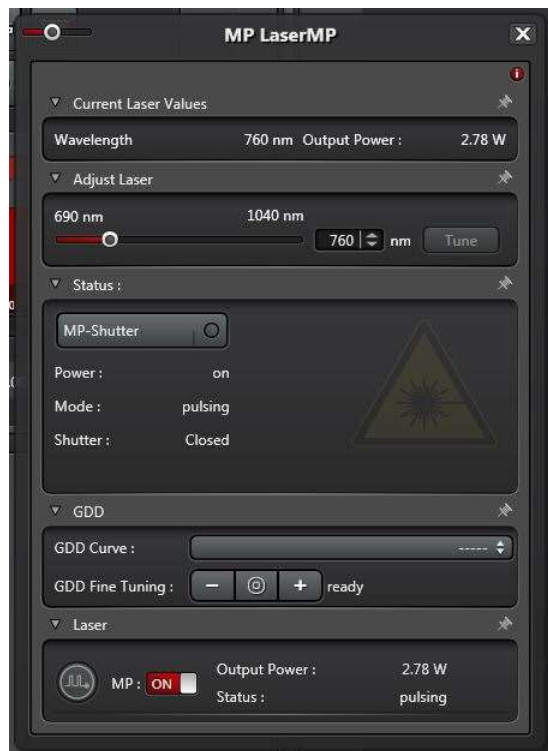 MP LaserMP
Current Laser Values
Wavelength 760 nm Output Power : 2.78 W
Adjust Laser
690 nm 1040 nm
760 nm Tune
Status :
MP-Shutter
Power : on
Mode : pulsing
Shutter : Closed
GDD
GDD Curve : -----
GDD Fine Tuning : - + ready
Laser
MP : ON Output Power : 2.78 W
Status : pulsing